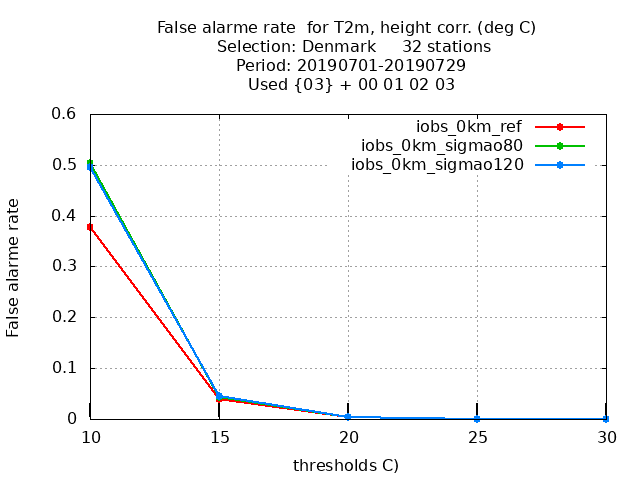 False alarme rate  for T2m, height corr. (deg C)
Selection: Denmark     32 stations
Period: 20190701-20190729
Used {03} + 00 01 02 03
iobs_0km_ref
iobs_0km_sigmao80
iobs_0km_sigmao120
False alarme rate
0.6
0.5
0.4
0.3
0.2
0.1
0
10 15 20 25 30
thresholds C)